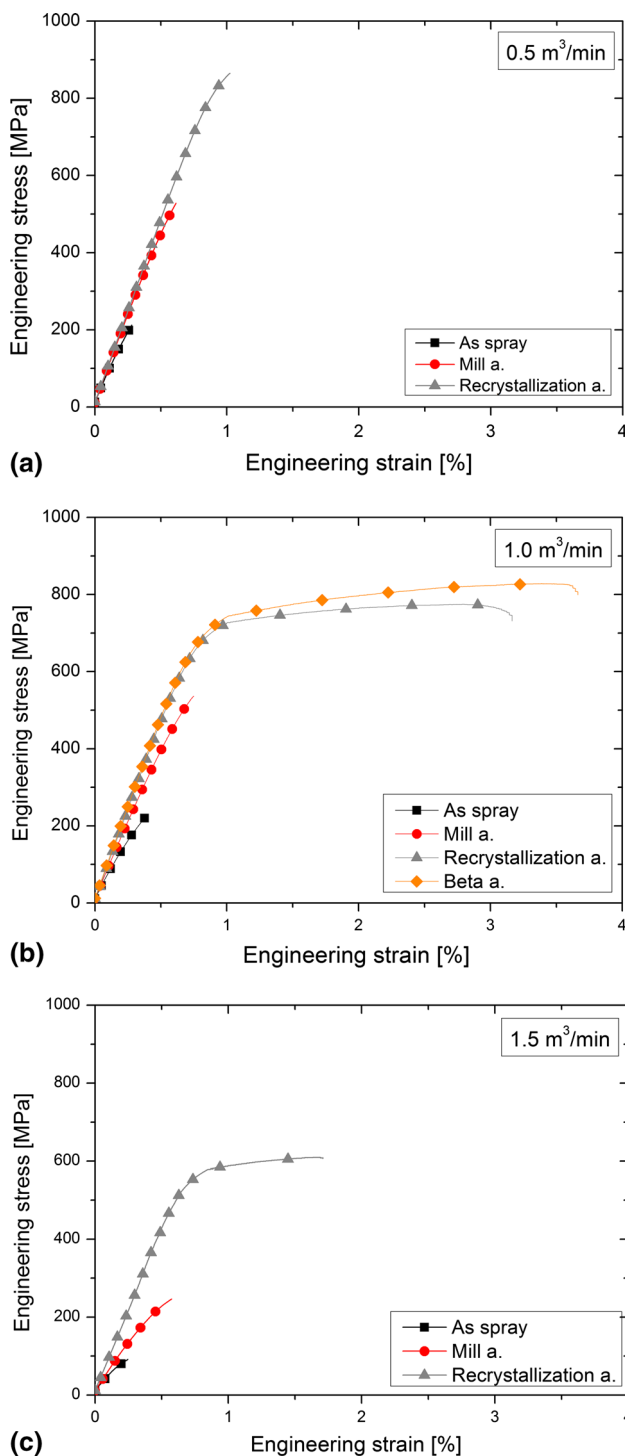 1000
0.5 m³/min
800
600
400
200
0
Engineering stress [MPa]
As spray
Mill a.
Recrystallization a.
0 1 2 3 4
(a) Engineering strain [%]
1000
1.0 m³/min
800
600
400
200
0
Engineering stress [MPa]
As spray
Mill a.
Recrystallization a.
Beta a.
0 1 2 3 4
(b) Engineering strain [%]
1000
1.5 m³/min
800
600
400
200
0
Engineering stress [MPa]
As spray
Mill a.
Recrystallization a.
0 1 2 3 4
(c) Engineering strain [%]